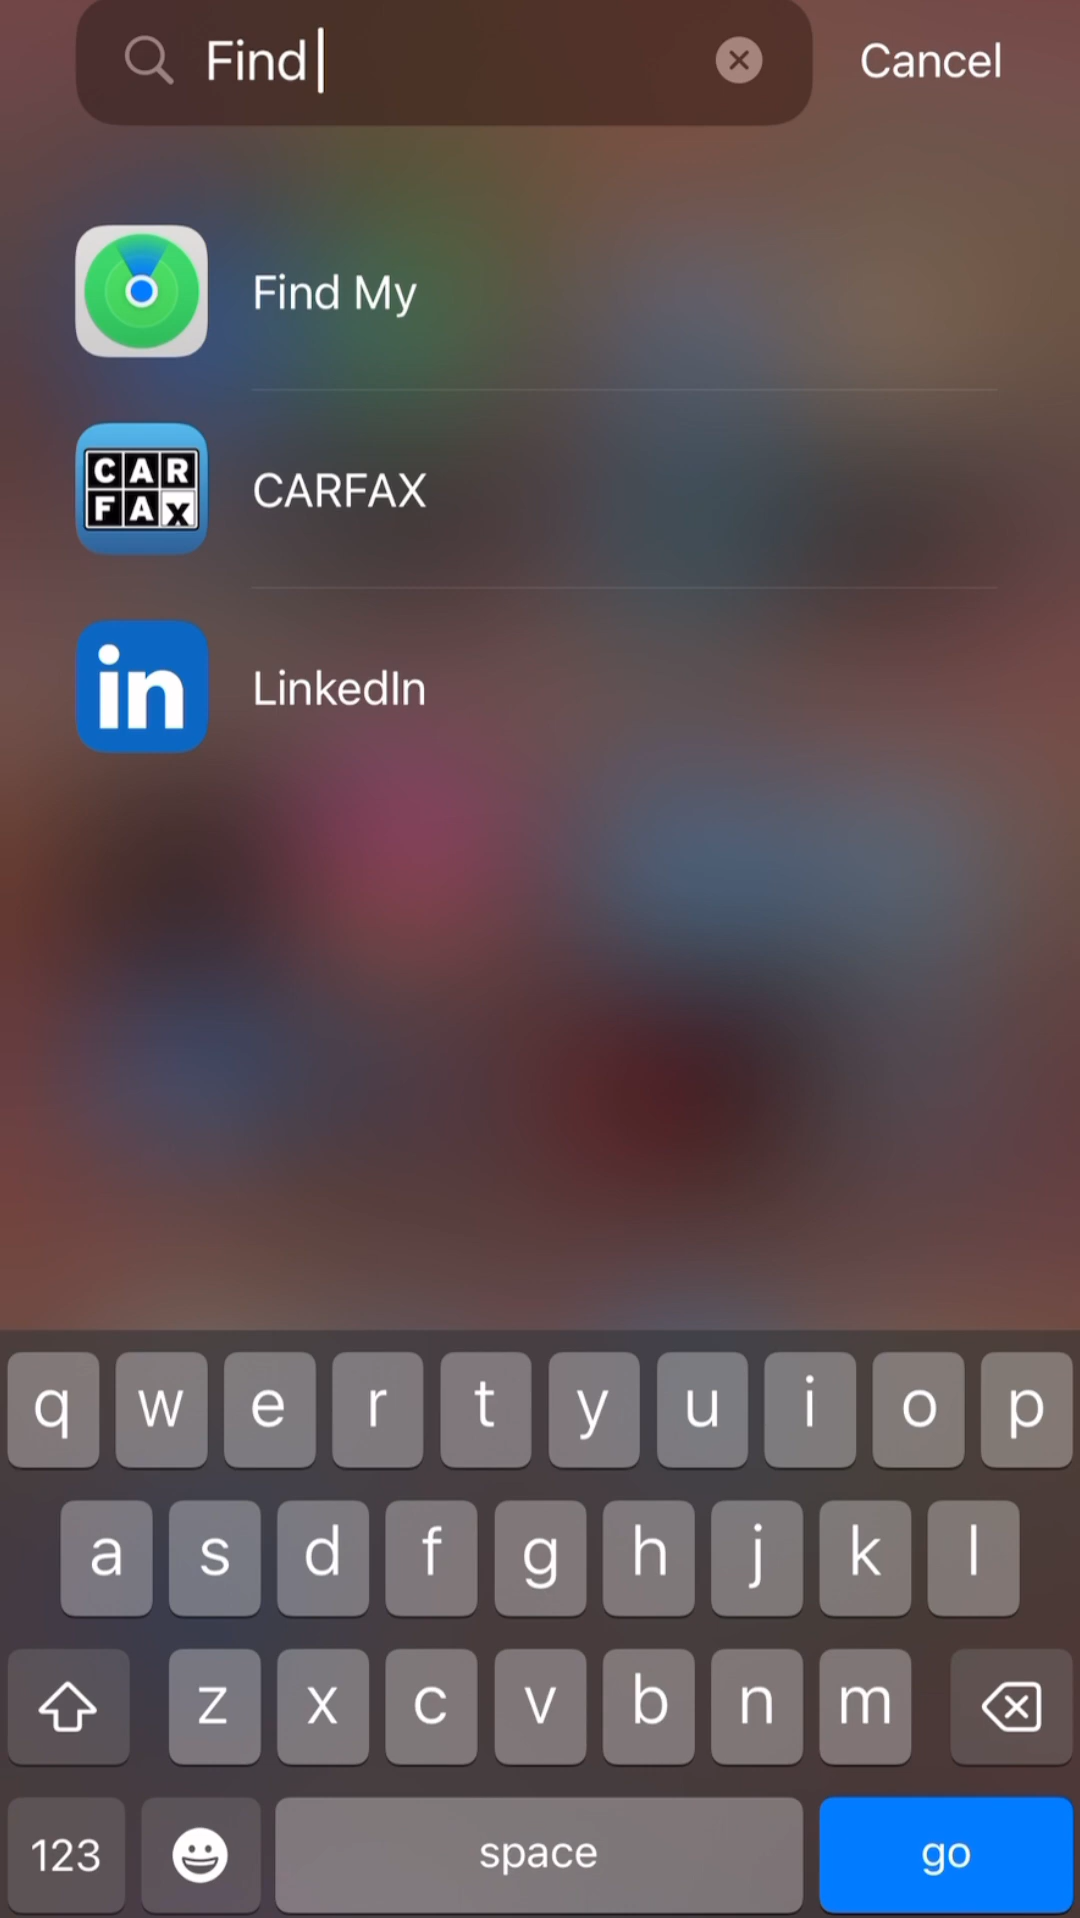 Find
Cancel
Find My
CAR
FAX
CARFAX
in
LinkedIn
q w e r t y u i o p
a s d f g h j k l
z x c v b n m
123 space go